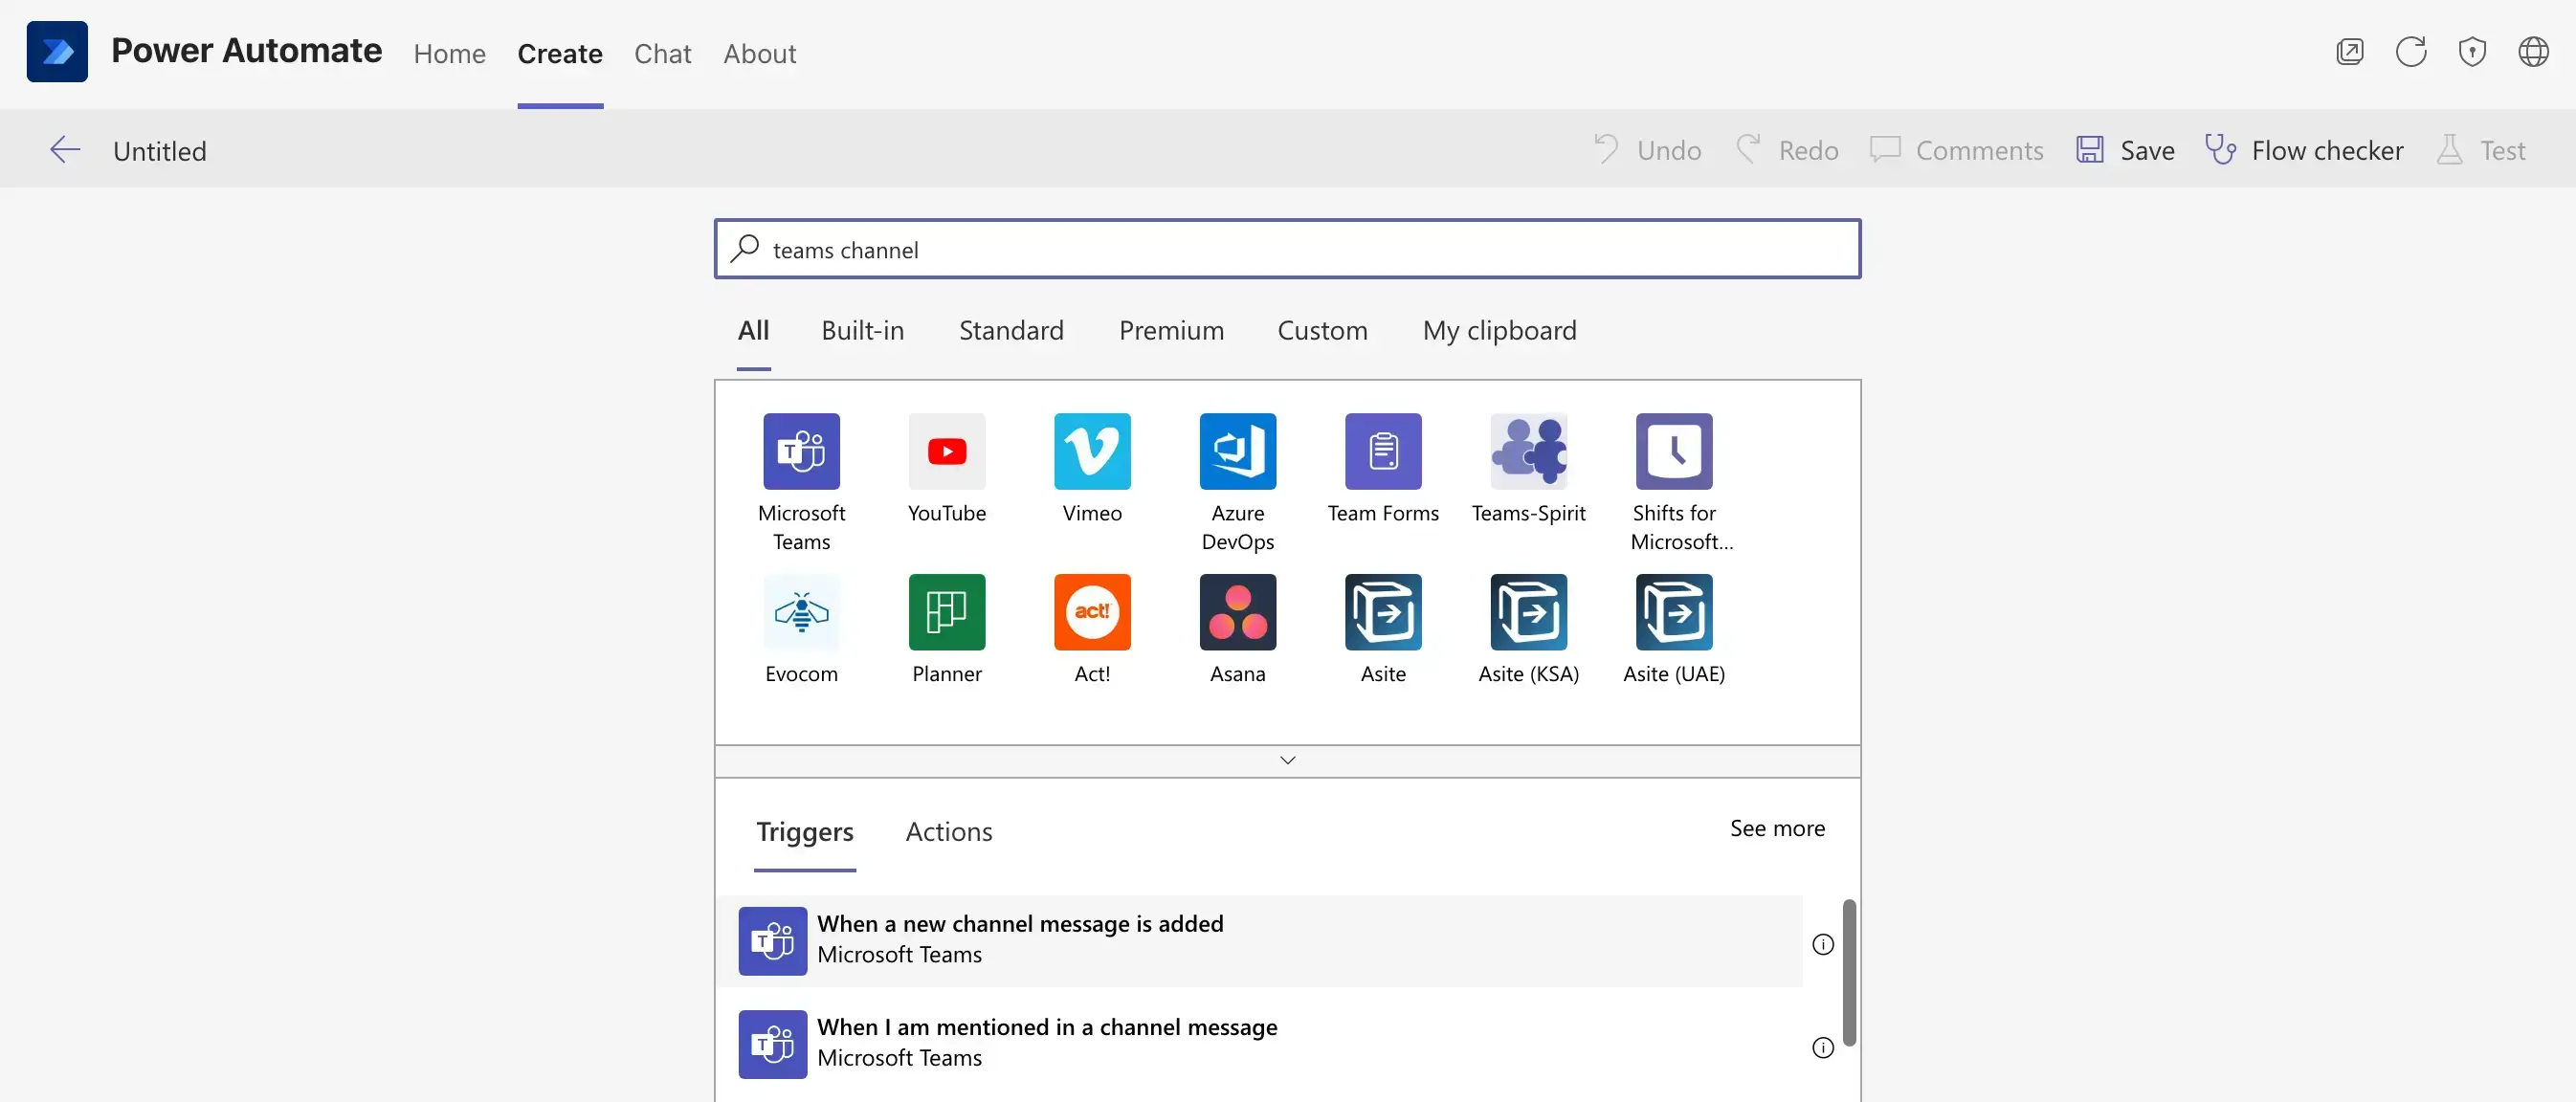 Power Automate Home Create Chat About
Untitled Undo Redo Comments Save Flow checker Test
teams channel
All Built-in Standard Premium Custom My clipboard
Microsoft Teams YouTube Vimeo Azure DevOps Team Forms Teams-Spirit Shifts for Microsoft...
act!
Evocom Planner Act! Asana Asite Asite (KSA) Asite (UAE)
Triggers Actions See more
When a new channel message is added
Microsoft Teams
When I am mentioned in a channel message
Microsoft Teams